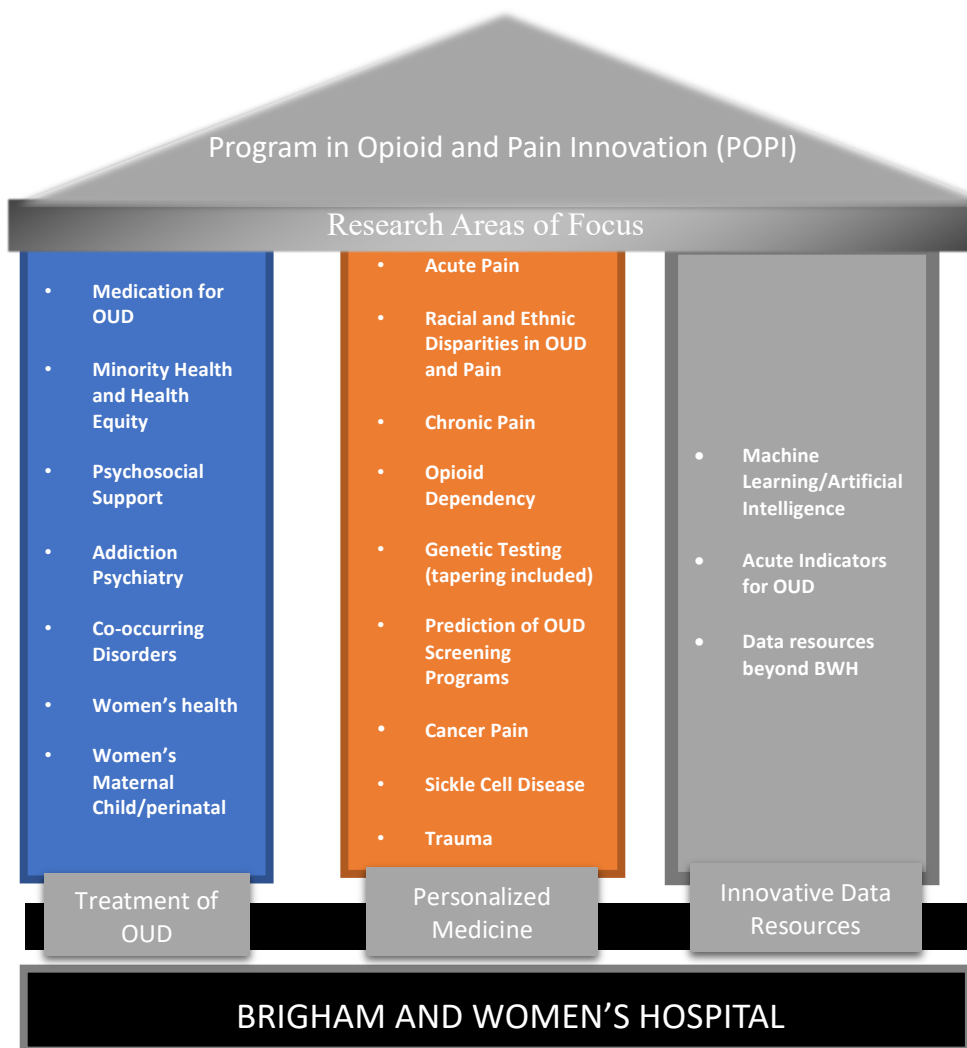 Program in Opioid and Pain Innovation (POPI)
Research Areas of Focus
• Medication for
OUD
• Minority Health
and Health
Equity
• Psychosocial
Support
• Addiction
Psychiatry
• Co-occurring
Disorders
• Women’s health
• Women’s
Maternal
Child/perinatal
Treatment of
OUD
• Acute Pain
• Racial and Ethnic
Disparities in OUD
and Pain
• Chronic Pain
• Opioid
Dependency
• Genetic Testing
(tapering included)
• Prediction of OUD
Screening
Programs
• Cancer Pain
• Sickle Cell Disease
• Trauma
Personalized
Medicine
• Machine
Learning/Artificial
Intelligence
• Acute Indicators
for OUD
• Data resources
beyond BWH
Innovative Data
Resources
BRIGHAM AND WOMEN’S HOSPITAL